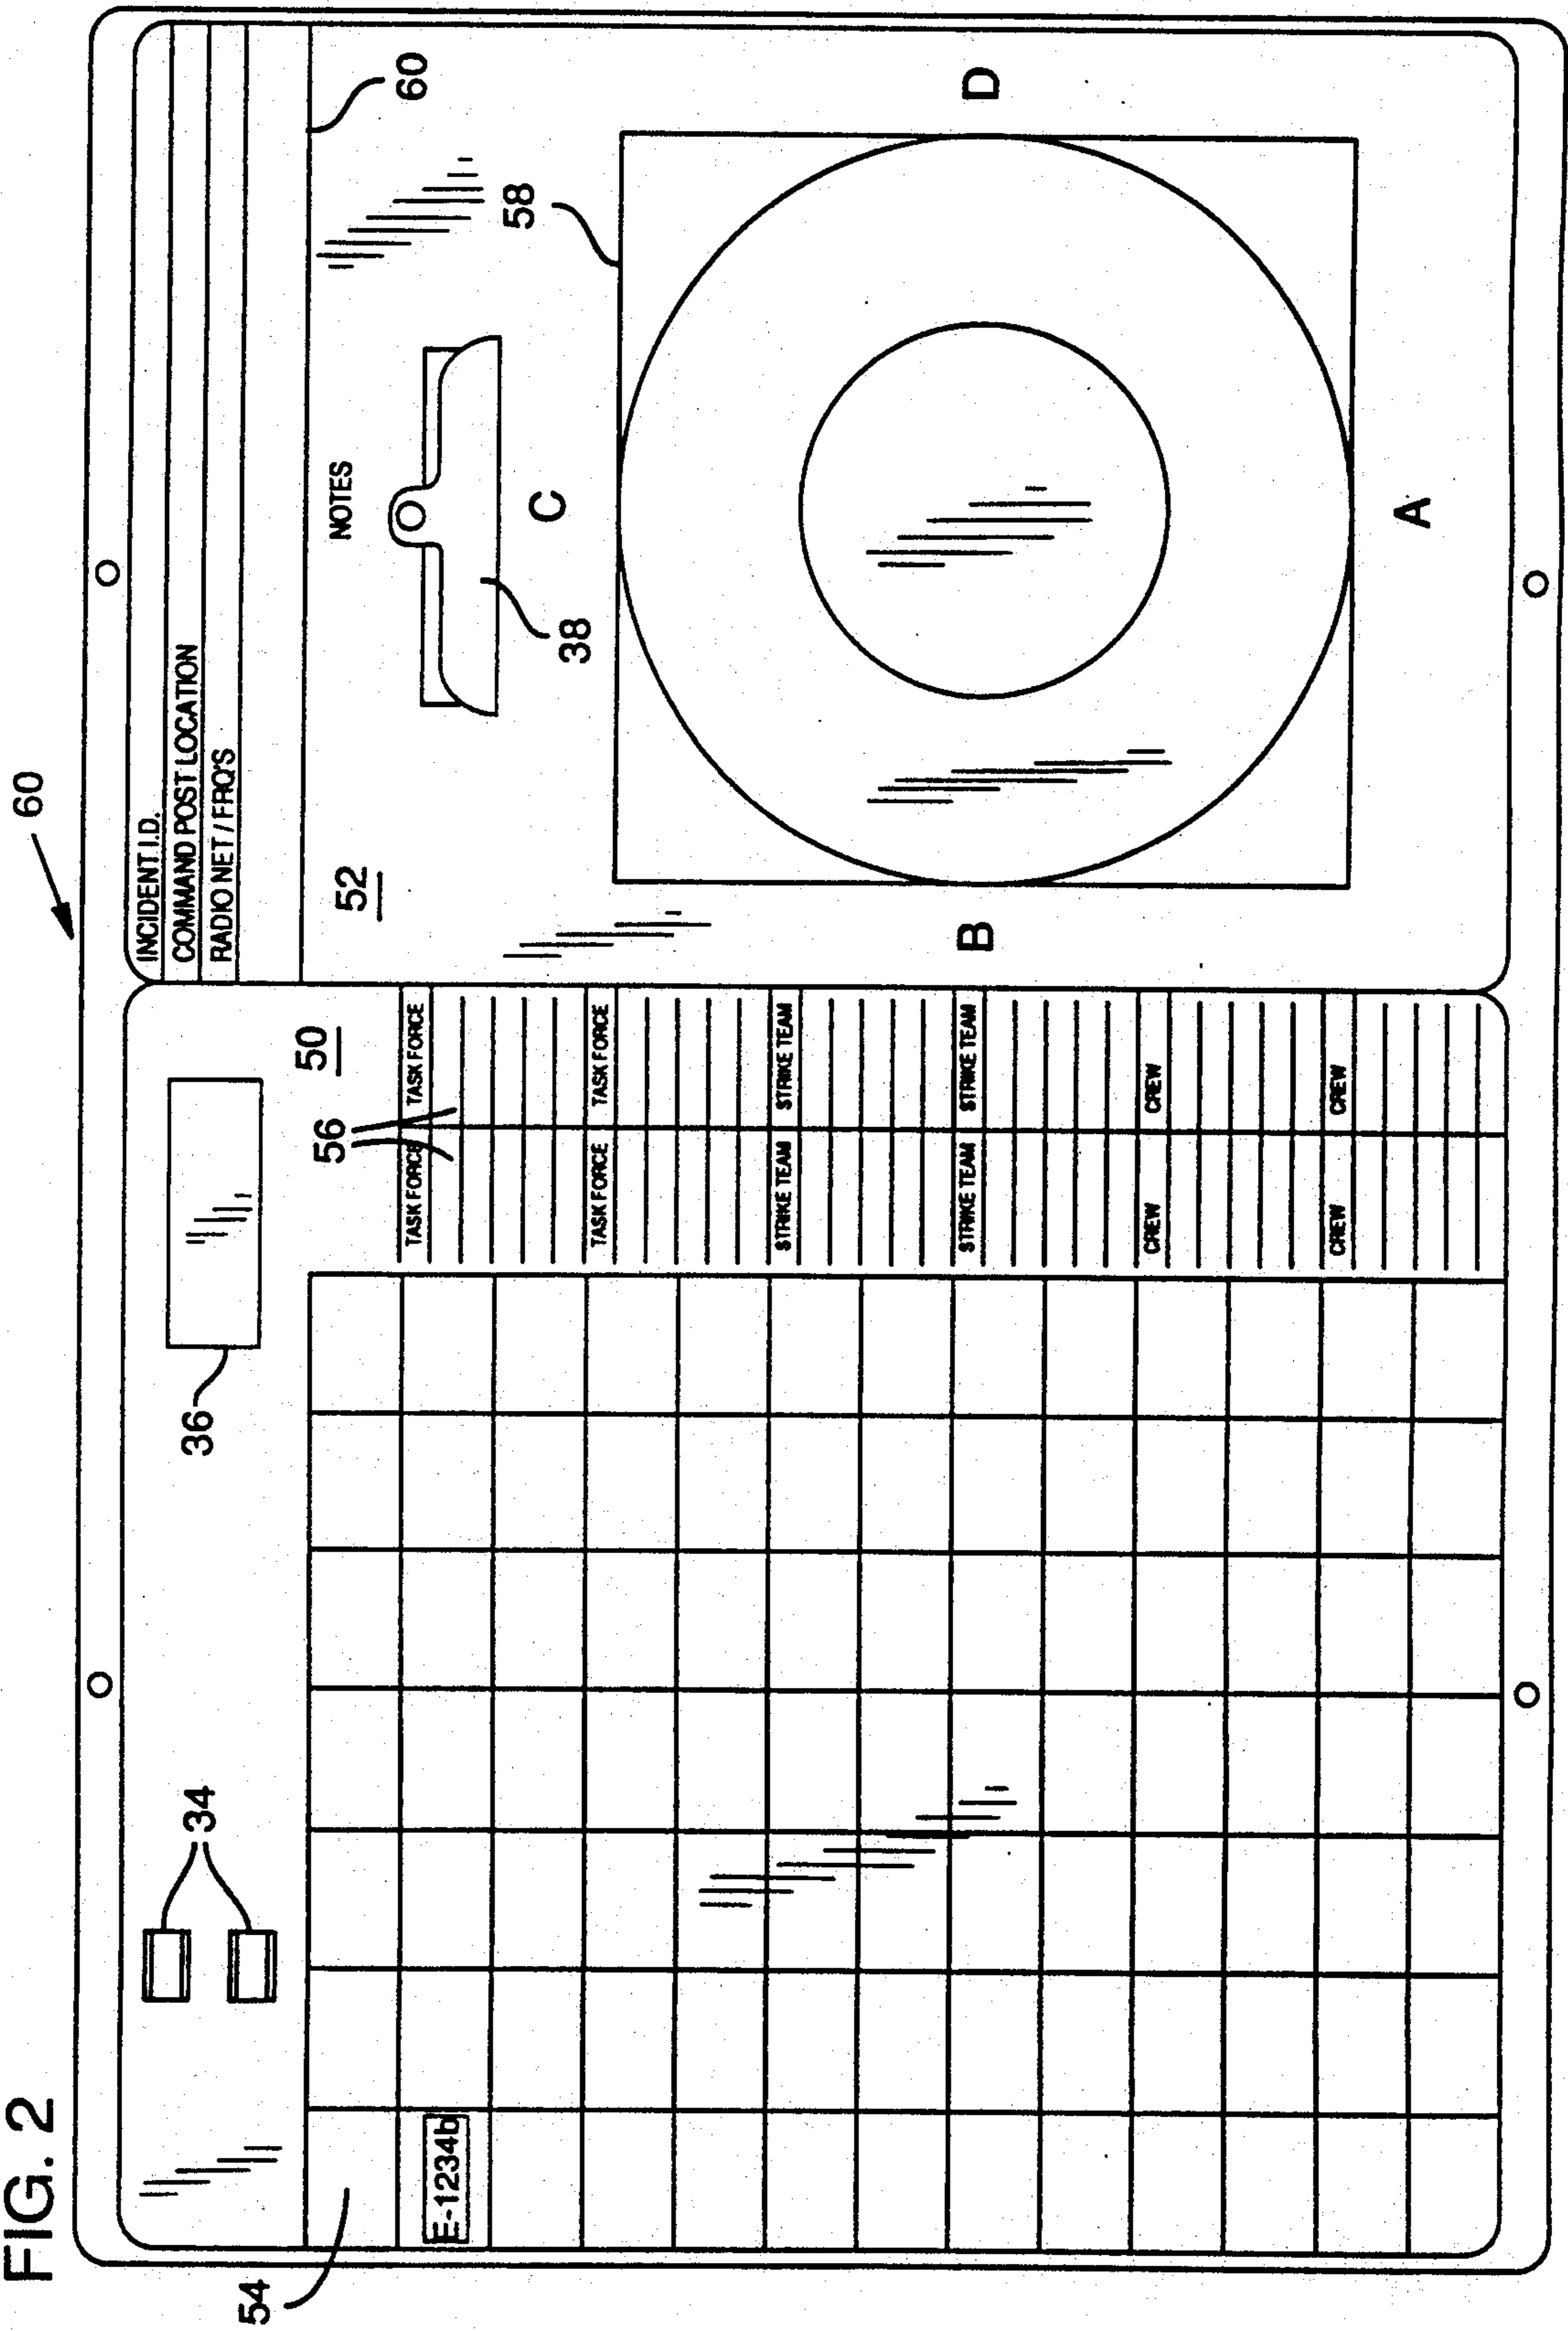 FIG. 2
60
54
E-1234b
34
36
50
56
TASK FORCE TASK FORCE
TASK FORCE TASK FORCE
STRIKE TEAM STRIKE TEAM
STRIKE TEAM STRIKE TEAM
CREW CREW
CREW CREW
INCIDENT I.D.
COMMAND POST LOCATION
RADIO NET / FRQ'S
60
52
NOTES
38
C
58
B
D
A